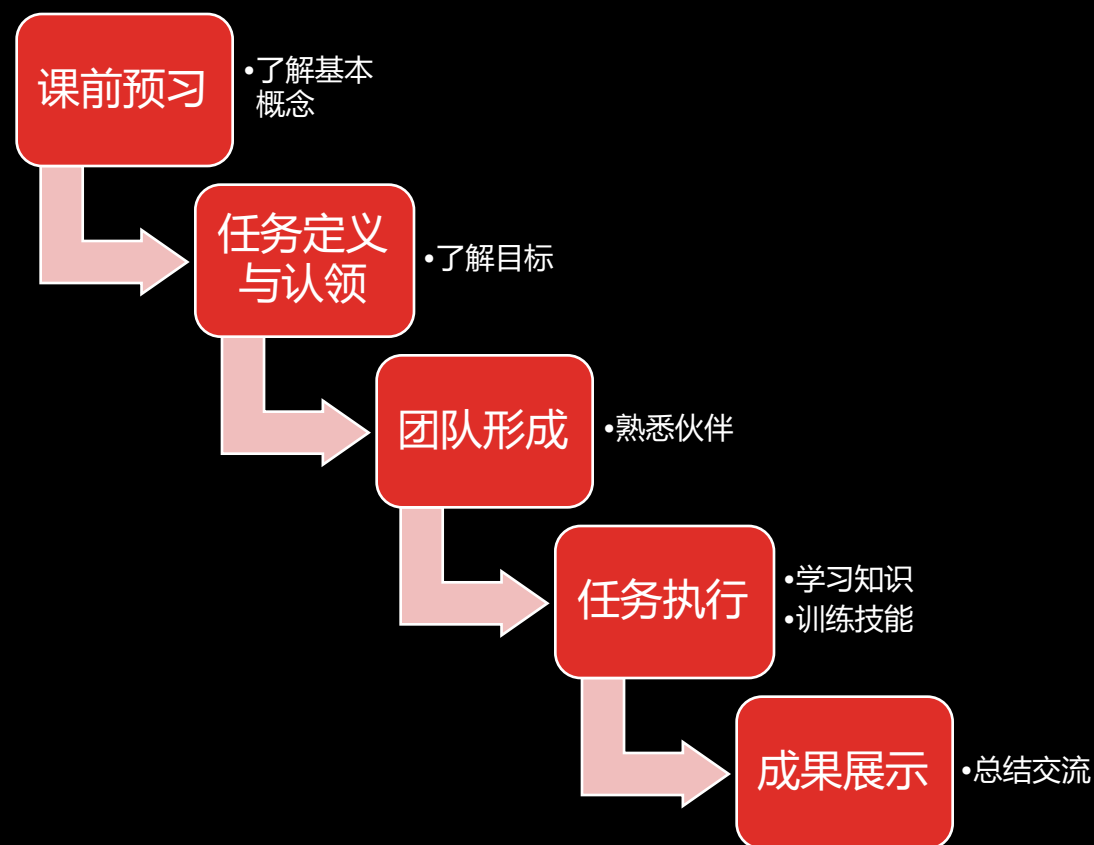 课前预习
•了解基本
概念
任务定义
与认领
•了解目标
团队形成
•熟悉伙伴
任务执行
•学习知识
•训练技能
成果展示
•总结交流